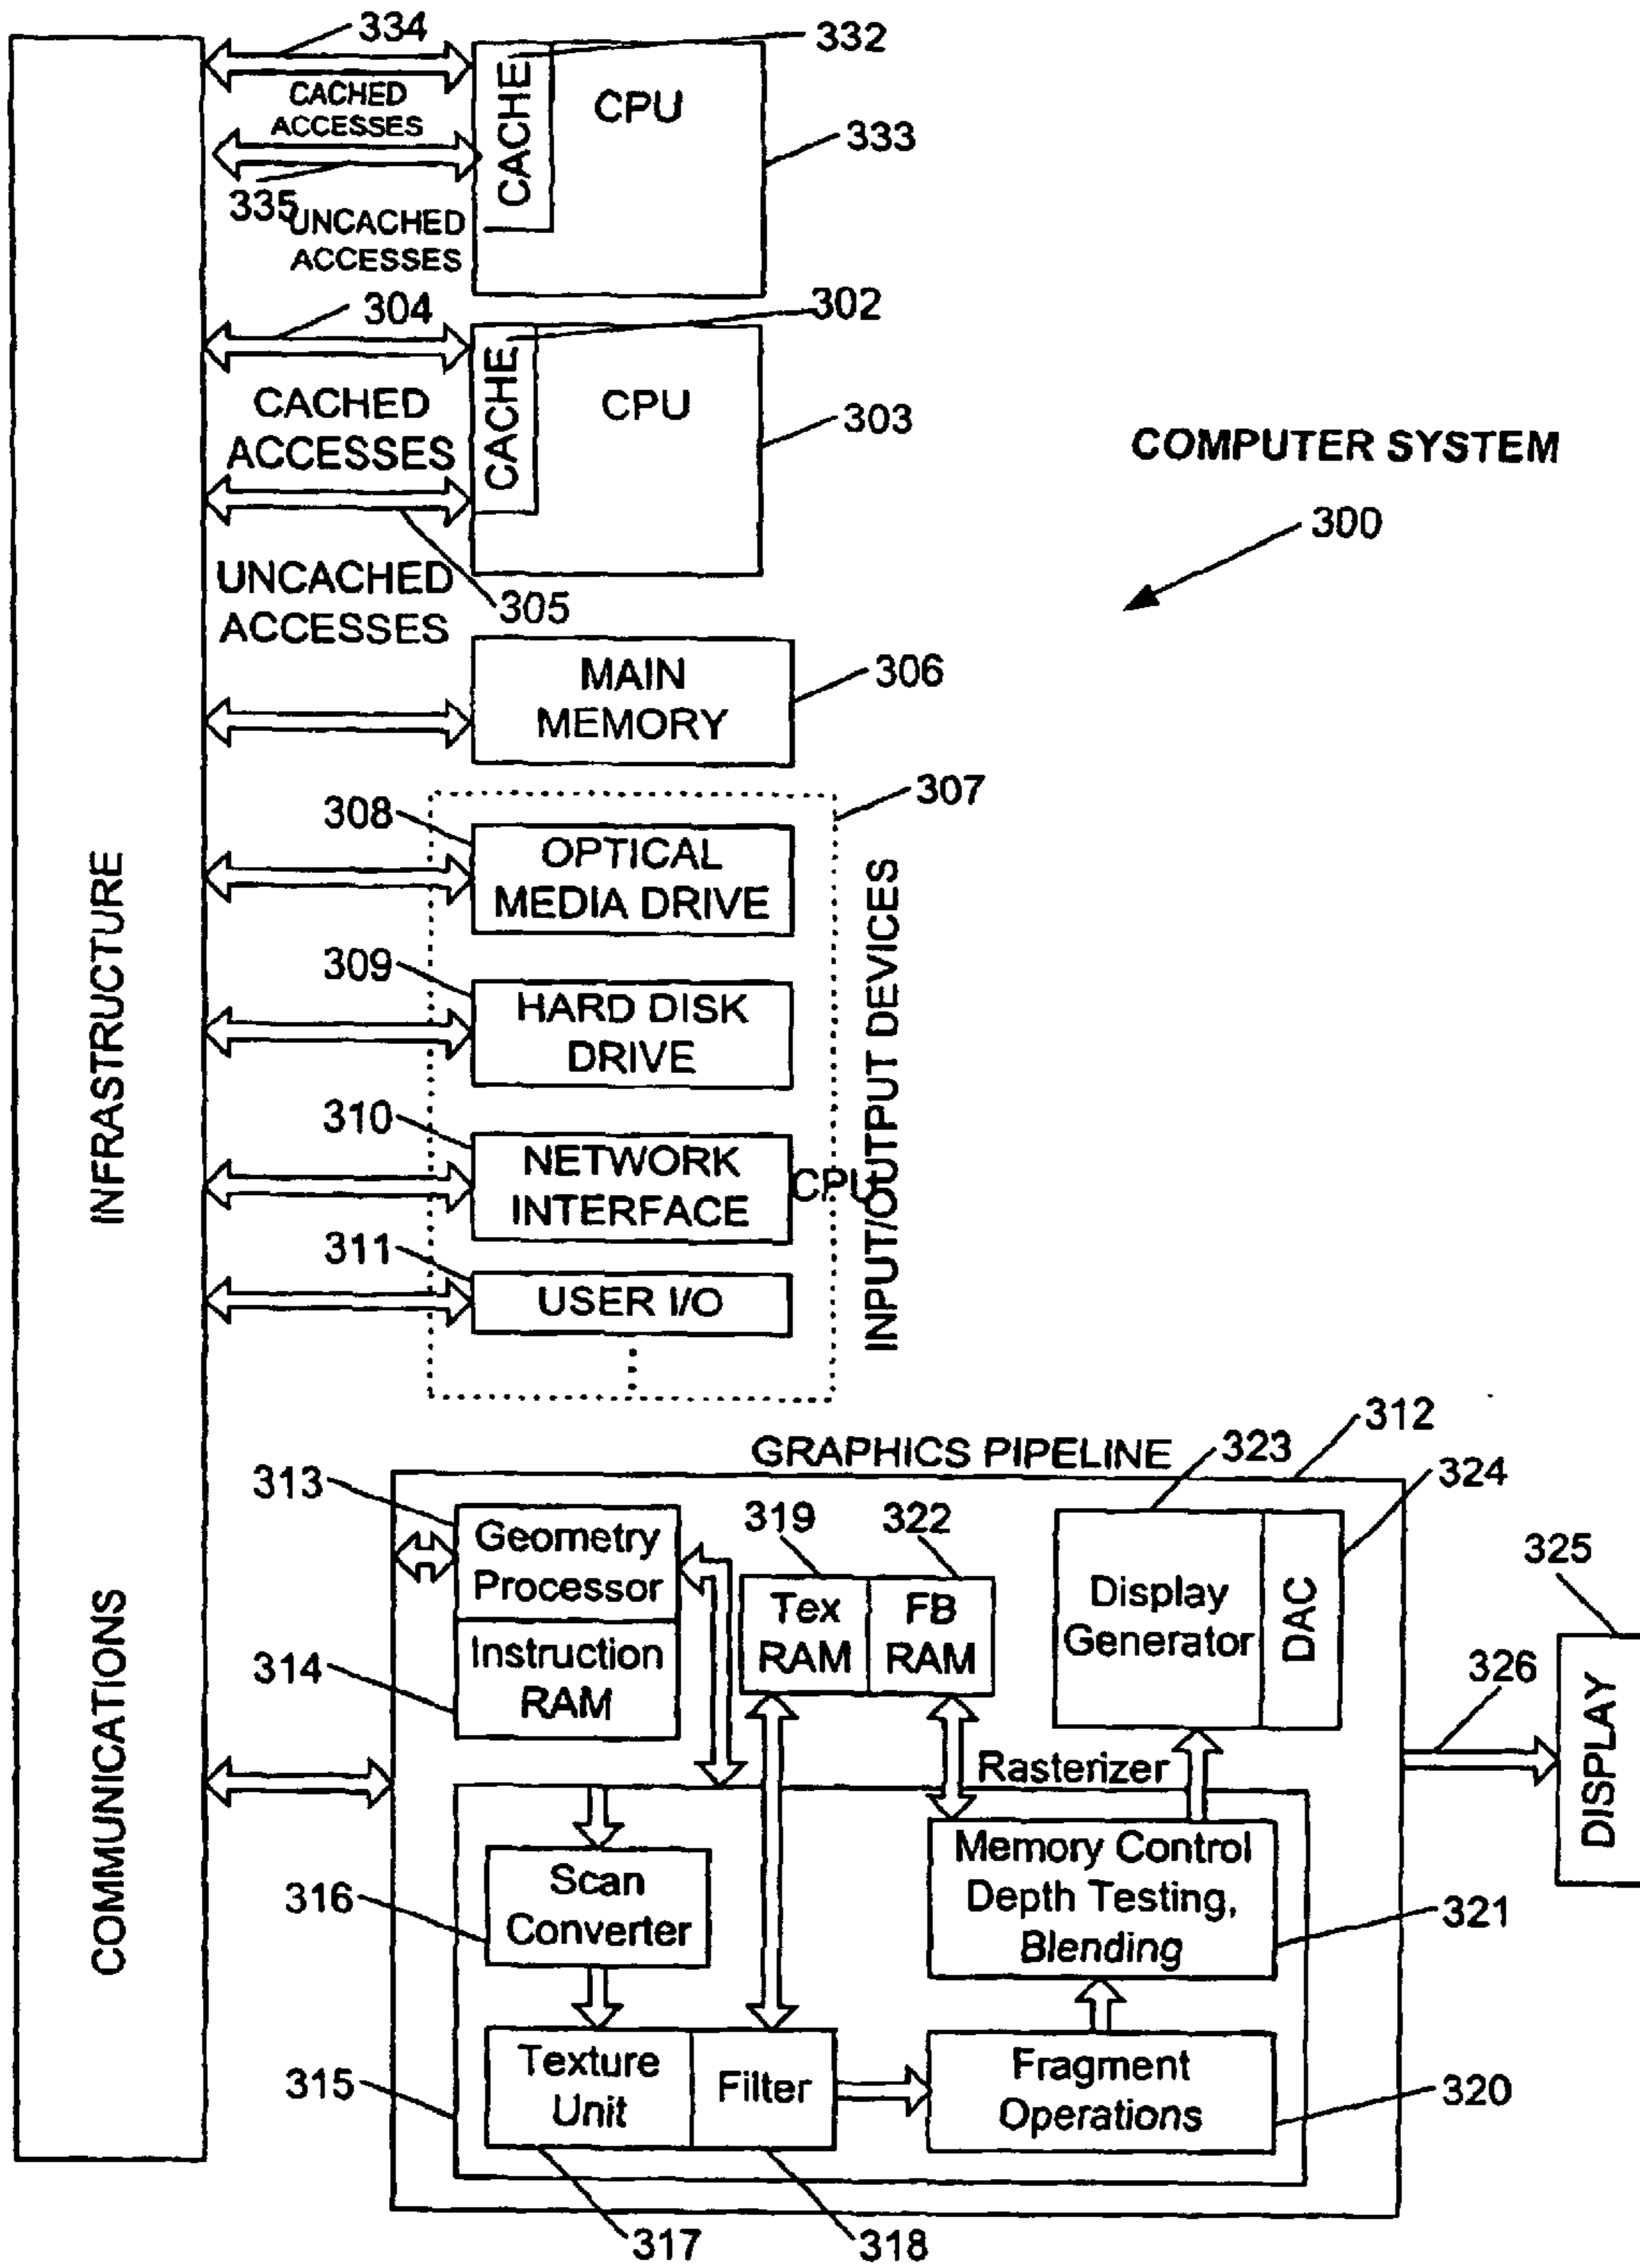 334
332
CACHED
ACCESSES
CACHE
CPU
333
335
UNCACHED
ACCESSES
304
302
CACHED
ACCESSES
CACHE
CPU
303
COMPUTER SYSTEM
300
UNCACHED
ACCESSES
305
MAIN
MEMORY
306
307
308
OPTICAL
MEDIA DRIVE
309
HARD DISK
DRIVE
310
NETWORK
INTERFACE
CPU
311
USER I/O
INPUT/OUTPUT DEVICES
COMMUNICATIONS INFRASTRUCTURE
312
GRAPHICS PIPELINE
323
324
313
Geometry
Processor
319
322
Tex
RAM
FB
RAM
Display
Generator
DAC
325
314
Instruction
RAM
326
DISPLAY
Rasterizer
316
Scan
Converter
Memory Control
Depth Testing,
Blending
321
315
Texture
Unit
Filter
Fragment
Operations
320
317
318